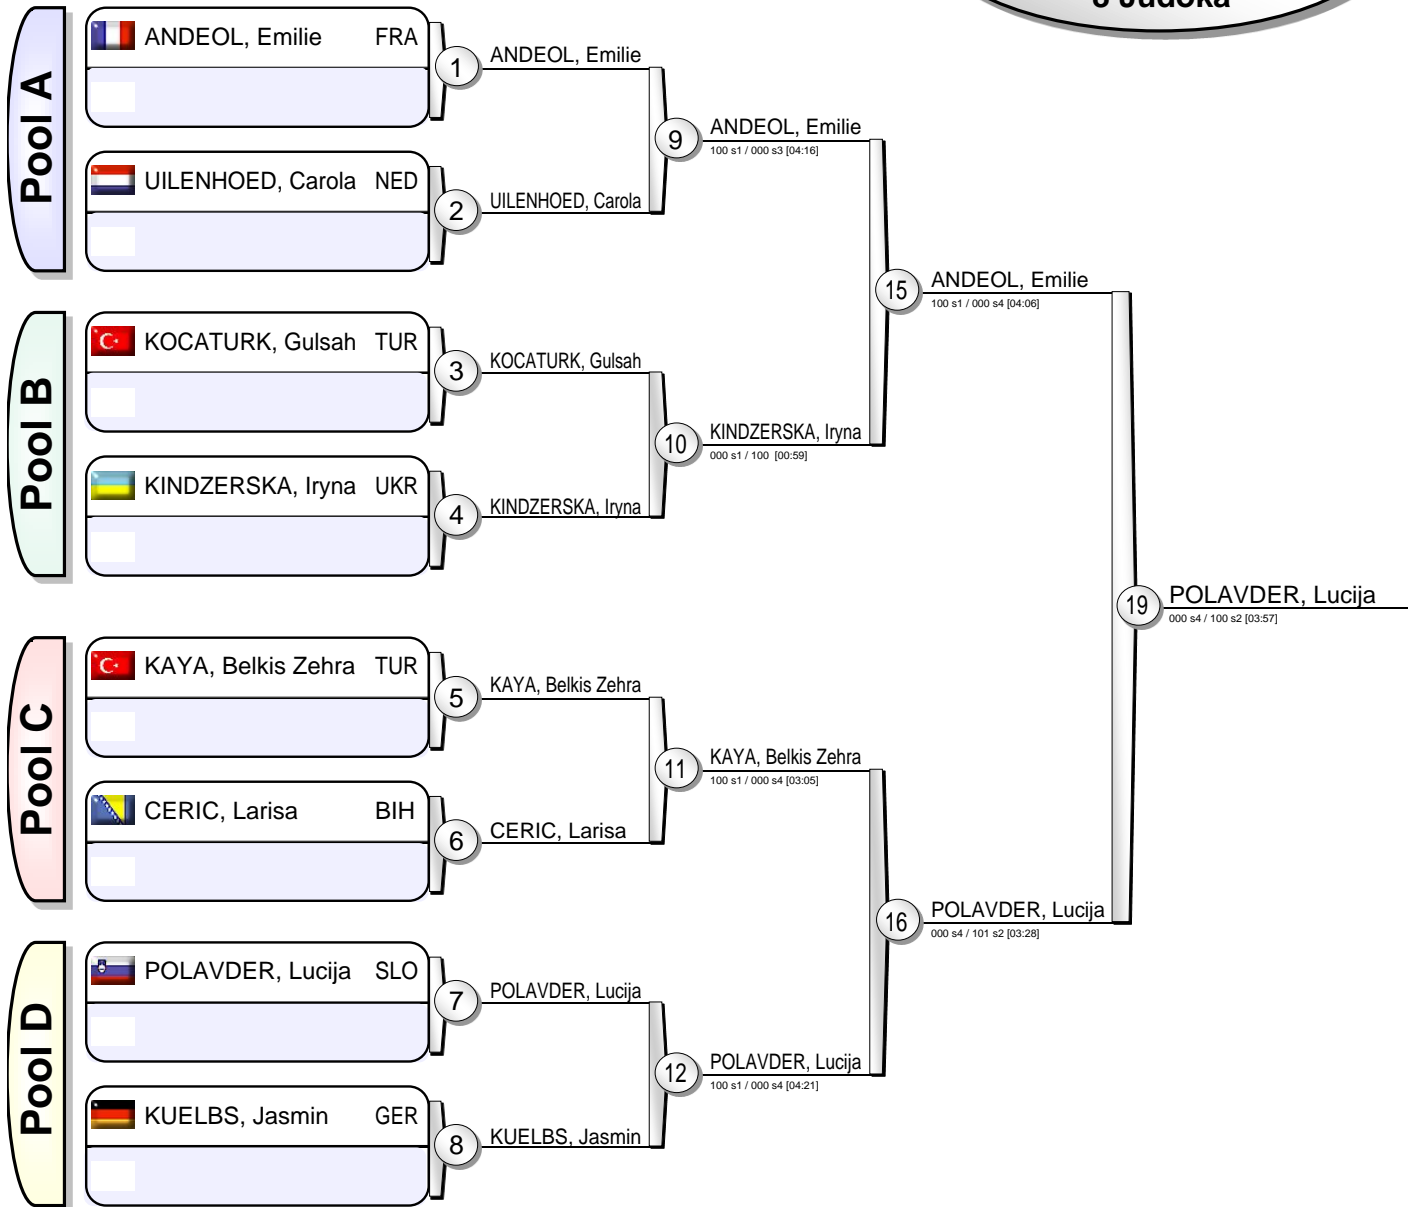 8 Judoka
Pool A
ANDEOL, Emilie FRA
1
ANDEOL, Emilie
UILENHOED, Carola NED
2
UILENHOED, Carola
9
ANDEOL, Emilie
100 s1 / 000 s3 [04:16]
Pool B
KOCATURK, Gulsah TUR
3
KOCATURK, Gulsah
KINDZERSKA, Iryna UKR
4
KINDZERSKA, Iryna
10
KINDZERSKA, Iryna
000 s1 / 100 [00:59]
15
ANDEOL, Emilie
100 s1 / 000 s4 [04:06]
Pool C
KAYA, Belkis Zehra TUR
5
KAYA, Belkis Zehra
CERIC, Larisa BIH
6
CERIC, Larisa
11
KAYA, Belkis Zehra
100 s1 / 000 s4 [03:05]
Pool D
POLAVDER, Lucija SLO
7
POLAVDER, Lucija
KUELBS, Jasmin GER
8
KUELBS, Jasmin
12
POLAVDER, Lucija
100 s1 / 000 s4 [04:21]
16
POLAVDER, Lucija
000 s4 / 101 s2 [03:28]
19
POLAVDER, Lucija
000 s4 / 100 s2 [03:57]